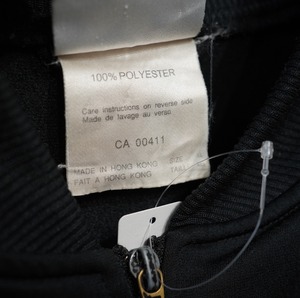 100% POLYESTER
Care instructions on reverse side
Made de lavage au verso
CA 00411
MADE IN HONG KONG
FAIT A HONG KONG